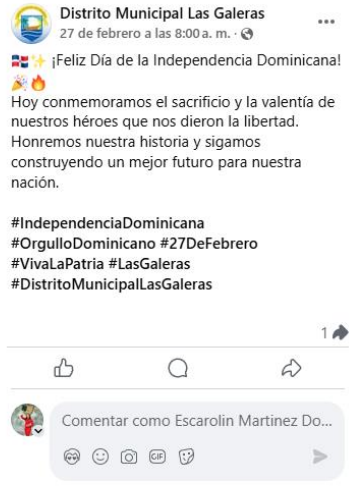 Distrito Municipal Las Galeras
27 de febrero a las 8:00 a. m. ·
🇩🇴✨ ¡Feliz Día de la Independencia Dominicana!
🎉🔥
Hoy conmemoramos el sacrificio y la valentía de
nuestros héroes que nos dieron la libertad.
Honremos nuestra historia y sigamos
construyendo un mejor futuro para nuestra
nación.
#IndependenciaDominicana
#OrgulloDominicano #27DeFebrero
#VivaLaPatria #LasGaleras
#DistritoMunicipalLasGaleras
1
Comentar como Escarolin Martinez Do...
GIF